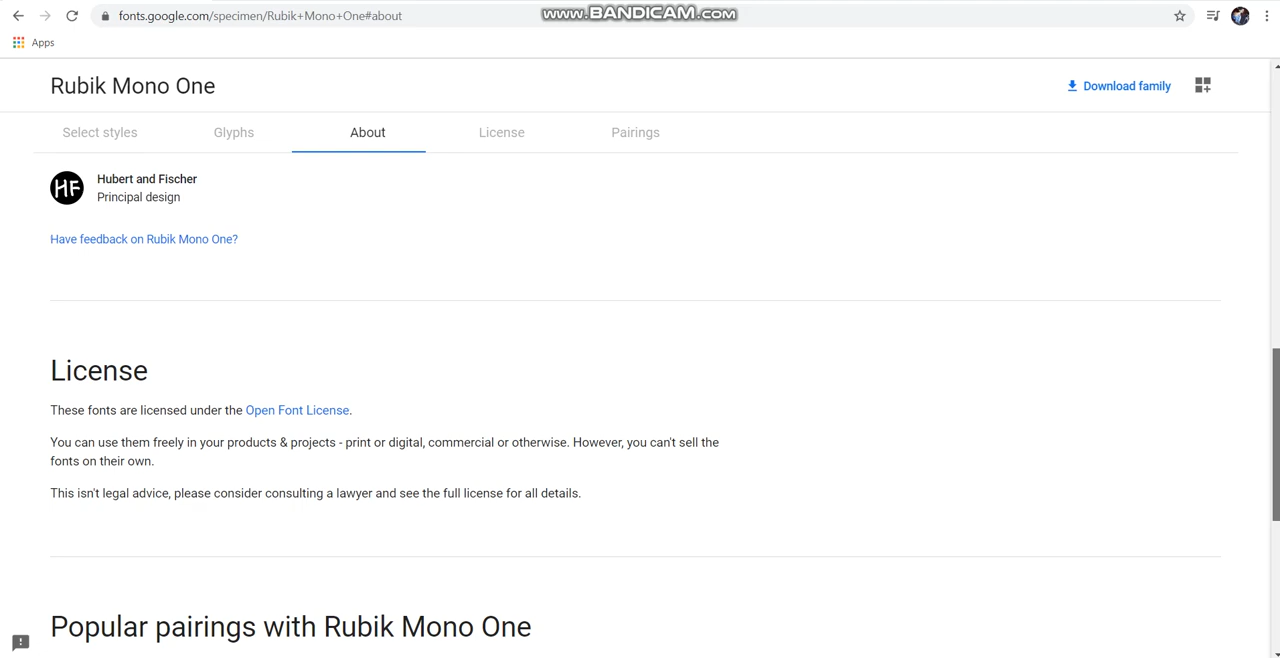 fonts.google.com/specimen/Rubik+Mono+One#about
www.BANDICAM.com
Apps
Rubik Mono One
Download family
Select styles
Glyphs
About
License
Pairings
HF
Hubert and Fischer
Principal design
Have feedback on Rubik Mono One?
License
These fonts are licensed under the Open Font License.
You can use them freely in your products & projects - print or digital, commercial or otherwise. However, you can't sell the
fonts on their own.
This isn't legal advice, please consider consulting a lawyer and see the full license for all details.
Popular pairings with Rubik Mono One